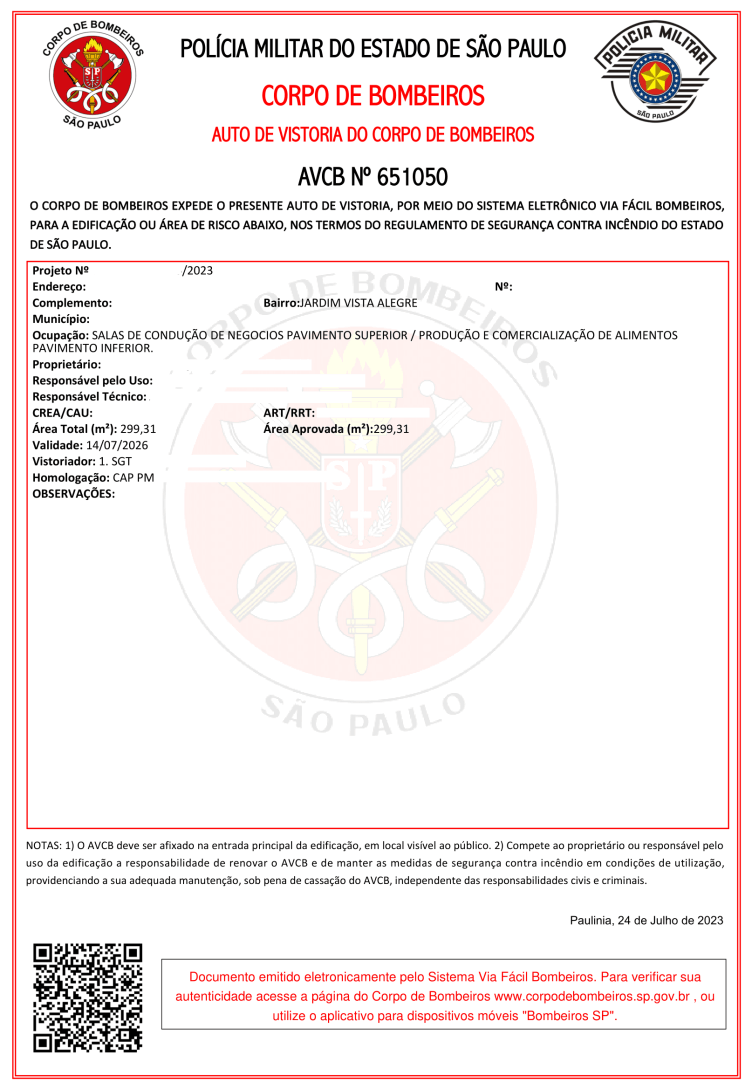 CORPO DE BOMBEIROS
SP
SÃO PAULO
POLÍCIA MILITAR DO ESTADO DE SÃO PAULO
CORPO DE BOMBEIROS
AUTO DE VISTORIA DO CORPO DE BOMBEIROS
POLICIA MILITAR
SÃO PAULO
AVCB Nº 651050
O CORPO DE BOMBEIROS EXPEDE O PRESENTE AUTO DE VISTORIA, POR MEIO DO SISTEMA ELETRÔNICO VIA FÁCIL BOMBEIROS,
PARA A EDIFICAÇÃO OU ÁREA DE RISCO ABAIXO, NOS TERMOS DO REGULAMENTO DE SEGURANÇA CONTRA INCÊNDIO DO ESTADO
DE SÃO PAULO.
Projeto Nº /2023
Endereço: Nº:
Complemento: Bairro:JARDIM VISTA ALEGRE
Município:
Ocupação: SALAS DE CONDUÇÃO DE NEGOCIOS PAVIMENTO SUPERIOR / PRODUÇÃO E COMERCIALIZAÇÃO DE ALIMENTOS
PAVIMENTO INFERIOR.
Proprietário:
Responsável pelo Uso:
Responsável Técnico:
CREA/CAU: ART/RRT:
Área Total (m²): 299,31 Área Aprovada (m²):299,31
Validade: 14/07/2026
Vistoriador: 1. SGT
Homologação: CAP PM
OBSERVAÇÕES:
CORPO DE BOMBEIROS
SP
SÃO PAULO
NOTAS: 1) O AVCB deve ser afixado na entrada principal da edificação, em local visível ao público. 2) Compete ao proprietário ou responsável pelo
uso da edificação a responsabilidade de renovar o AVCB e de manter as medidas de segurança contra incêndio em condições de utilização,
providenciando a sua adequada manutenção, sob pena de cassação do AVCB, independente das responsabilidades civis e criminais.
Paulinia, 24 de Julho de 2023
Documento emitido eletronicamente pelo Sistema Via Fácil Bombeiros. Para verificar sua
autenticidade acesse a página do Corpo de Bombeiros www.corpodebombeiros.sp.gov.br , ou
utilize o aplicativo para dispositivos móveis "Bombeiros SP".